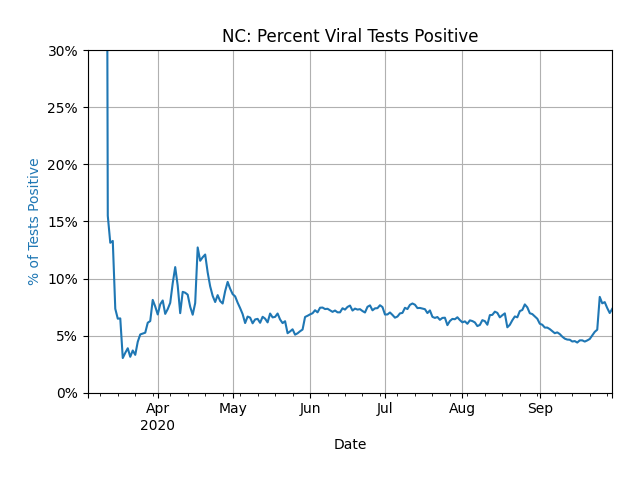 NC: Percent Viral Tests Positive
% of Tests Positive
30%
25%
20%
15%
10%
5%
0%
Apr May Jun Jul Aug Sep
2020
Date